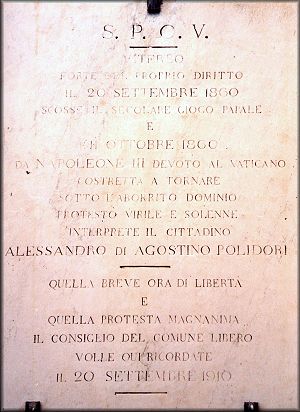 S. P. C. V.
VITERBO
FORTE DEL PROPRIO DIRITTO
IL 20 SETTEMBRE 1860
SCOSSE IL SECOLARE GIOGO PAPALE
E
OTTOBRE 1860
DA NAPOLEONE III DEVOTO AL VATICANO
COSTRETTA A TORNARE
SOTTO L'ABORRITO DOMINIO
PROTESTÒ VIRILE E SOLENNE
INTERPRETE IL CITTADINO
ALESSANDRO DI AGOSTINO POLIDORI
QUELLA BREVE ORA DI LIBERTÀ
E
QUELLA PROTESTA MAGNANIMA
IL CONSIGLIO DEL COMUNE LIBERO
VOLLE QUI RICORDATE
IL 20 SETTEMBRE 1910